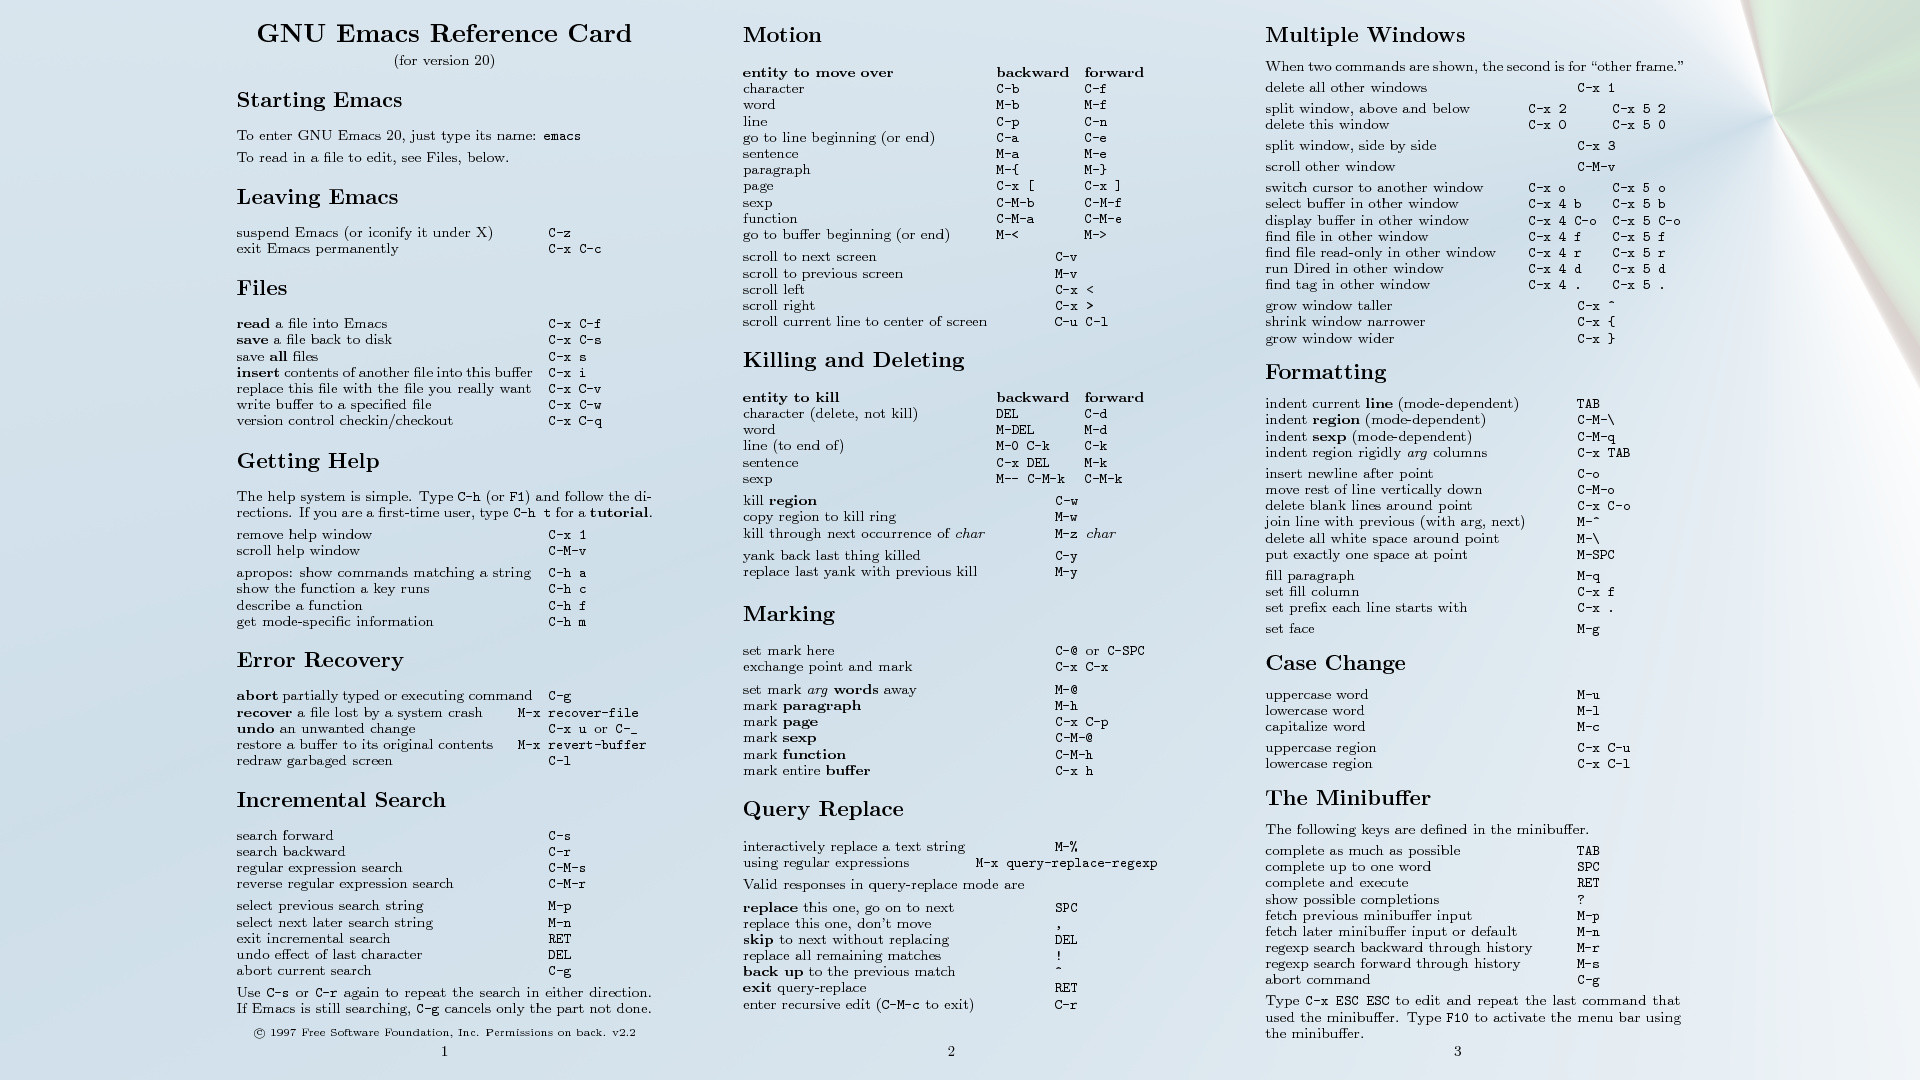 GNU Emacs Reference Card
(for version 20)
Starting Emacs
To enter GNU Emacs 20, just type its name: emacs
To read in a file to edit, see Files, below.
Leaving Emacs
suspend Emacs (or iconify it under X) C-z
exit Emacs permanently C-x C-c
Files
read a file into Emacs C-x C-f
save a file back to disk C-x C-s
save all files C-x s
insert contents of another file into this buffer C-x i
replace this file with the file you really want C-x C-v
write buffer to a specified file C-x C-w
version control checkin/checkout C-x C-q
Getting Help
The help system is simple. Type C-h (or F1) and follow the di-
rections. If you are a first-time user, type C-h t for a tutorial.
remove help window C-x 1
scroll help window C-M-v
apropos: show commands matching a string C-h a
show the function a key runs C-h c
describe a function C-h f
get mode-specific information C-h m
Error Recovery
abort partially typed or executing command C-g
recover a file lost by a system crash M-x recover-file
undo an unwanted change C-x u or C-_
restore a buffer to its original contents M-x revert-buffer
redraw garbaged screen C-l
Incremental Search
search forward C-s
search backward C-r
regular expression search C-M-s
reverse regular expression search C-M-r
select previous search string M-p
select next later search string M-n
exit incremental search RET
undo effect of last character DEL
abort current search C-g
Use C-s or C-r again to repeat the search in either direction.
If Emacs is still searching, C-g cancels only the part not done.
© 1997 Free Software Foundation, Inc. Permissions on back. v2.2
1
Motion
entity to move over backward forward
character C-b C-f
word M-b M-f
line C-p C-n
go to line beginning (or end) C-a C-e
sentence M-a M-e
paragraph M-{ M-}
page C-x [ C-x ]
sexp C-M-b C-M-f
function C-M-a C-M-e
go to buffer beginning (or end) M-< M->
scroll to next screen C-v
scroll to previous screen M-v
scroll left C-x <
scroll right C-x >
scroll current line to center of screen C-u C-l
Killing and Deleting
entity to kill backward forward
character (delete, not kill) DEL C-d
word M-DEL M-d
line (to end of) M-0 C-k C-k
sentence C-x DEL M-k
sexp M-- C-M-k C-M-k
kill region C-w
copy region to kill ring M-w
kill through next occurrence of char M-z char
yank back last thing killed C-y
replace last yank with previous kill M-y
Marking
set mark here C-@ or C-SPC
exchange point and mark C-x C-x
set mark arg words away M-@
mark paragraph M-h
mark page C-x C-p
mark sexp C-M-@
mark function C-M-h
mark entire buffer C-x h
Query Replace
interactively replace a text string M-%
using regular expressions M-x query-replace-regexp
Valid responses in query-replace mode are
replace this one, go on to next SPC
replace this one, don't move ,
skip to next without replacing DEL
replace all remaining matches !
back up to the previous match ^
exit query-replace RET
enter recursive edit (C-M-c to exit) C-r
2
Multiple Windows
When two commands are shown, the second is for “other frame.”
delete all other windows C-x 1
split window, above and below C-x 2 C-x 5 2
delete this window C-x 0 C-x 5 0
split window, side by side C-x 3
scroll other window C-M-v
switch cursor to another window C-x o C-x 5 o
select buffer in other window C-x 4 b C-x 5 b
display buffer in other window C-x 4 C-o C-x 5 C-o
find file in other window C-x 4 f C-x 5 f
find file read-only in other window C-x 4 r C-x 5 r
run Dired in other window C-x 4 d C-x 5 d
find tag in other window C-x 4 . C-x 5 .
grow window taller C-x ^
shrink window narrower C-x {
grow window wider C-x }
Formatting
indent current line (mode-dependent) TAB
indent region (mode-dependent) C-M-\
indent sexp (mode-dependent) C-M-q
indent region rigidly arg columns C-x TAB
insert newline after point C-o
move rest of line vertically down C-M-o
delete blank lines around point C-x C-o
join line with previous (with arg, next) M-^
delete all white space around point M-\
put exactly one space at point M-SPC
fill paragraph M-q
set fill column C-x f
set prefix each line starts with C-x .
set face M-g
Case Change
uppercase word M-u
lowercase word M-l
capitalize word M-c
uppercase region C-x C-u
lowercase region C-x C-l
The Minibuffer
The following keys are defined in the minibuffer.
complete as much as possible TAB
complete up to one word SPC
complete and execute RET
show possible completions ?
fetch previous minibuffer input M-p
fetch later minibuffer input or default M-n
regexp search backward through history M-r
regexp search forward through history M-s
abort command C-g
Type C-x ESC ESC to edit and repeat the last command that
used the minibuffer. Type F10 to activate the menu bar using
the minibuffer.
3